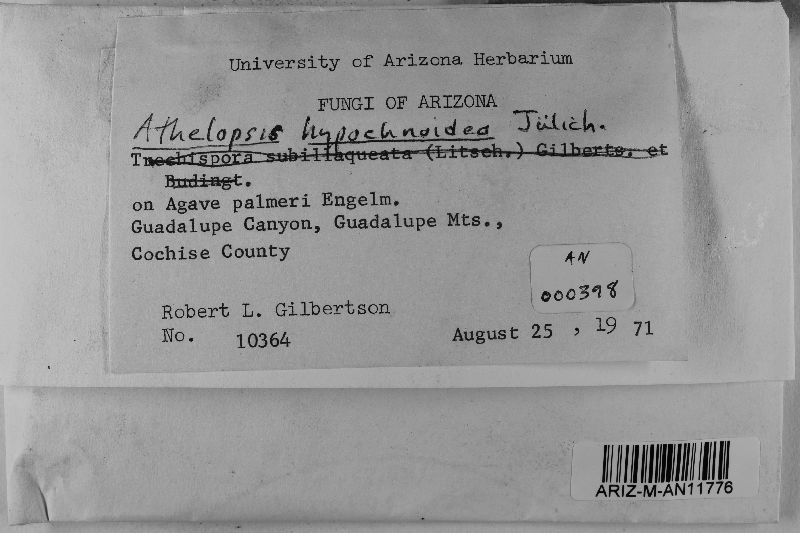 University of Arizona Herbarium
FUNGI OF ARIZONA
Athelopsis hypochnoidea Jülich.
Trechispora subillaqueata (Litsch.) Gilberts. et
Budingt.
on Agave palmeri Engelm.
Guadalupe Canyon, Guadalupe Mts.,
Cochise County
AN
000398
Robert L. Gilbertson
No. 10364
August 25 , 19 71
ARIZ-M-AN11776